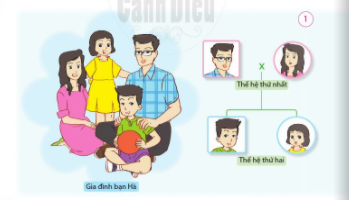 Cánh Diều
1
x
Thế hệ thứ nhất
Thế hệ thứ hai
Gia đình bạn Hà